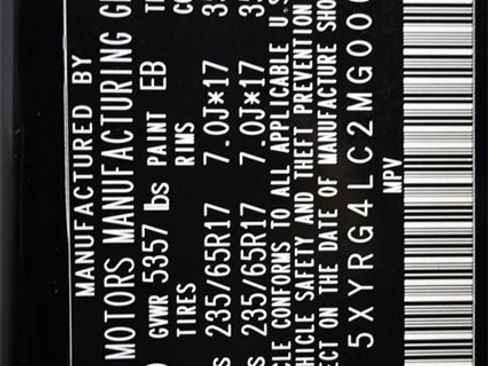 MANUFACTURED BY
MOTORS MANUFACTURING
GVWR 5357 lbs PAINT EB
TIRES RIMS
235/65R17 7.0J*17
235/65R17 7.0J*17
CONFORMS TO ALL APPLICABLE
SAFETY AND THEFT PREVENTION
ON THE DATE OF MANUFACTURE
5XYRG4LC2MG00
MPV